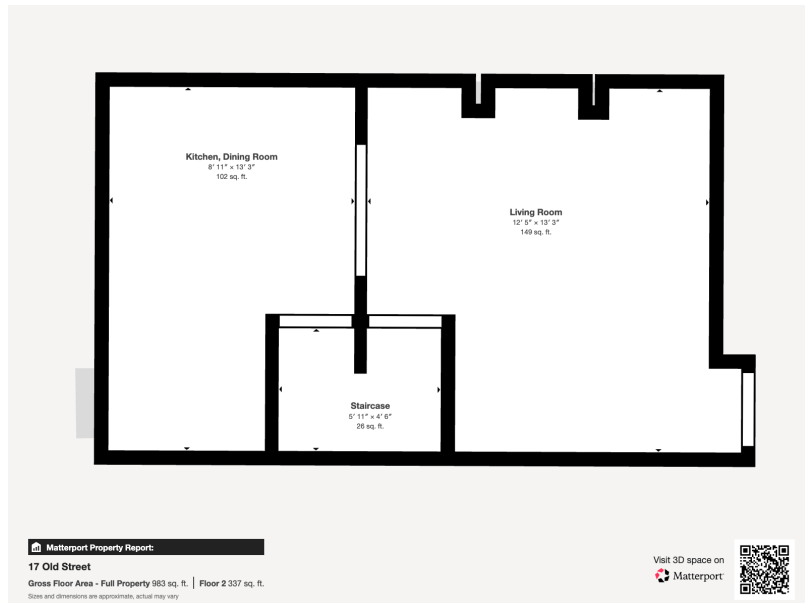 Kitchen, Dining Room
8' 11" × 13' 3"
102 sq. ft.
Living Room
12' 5" × 13' 3"
149 sq. ft.
Staircase
5' 11" × 4' 6"
26 sq. ft.
Matterport Property Report:
17 Old Street
Gross Floor Area - Full Property 983 sq. ft. | Floor 2 337 sq. ft.
Sizes and dimensions are approximate, actual may vary
Visit 3D space on
Matterport